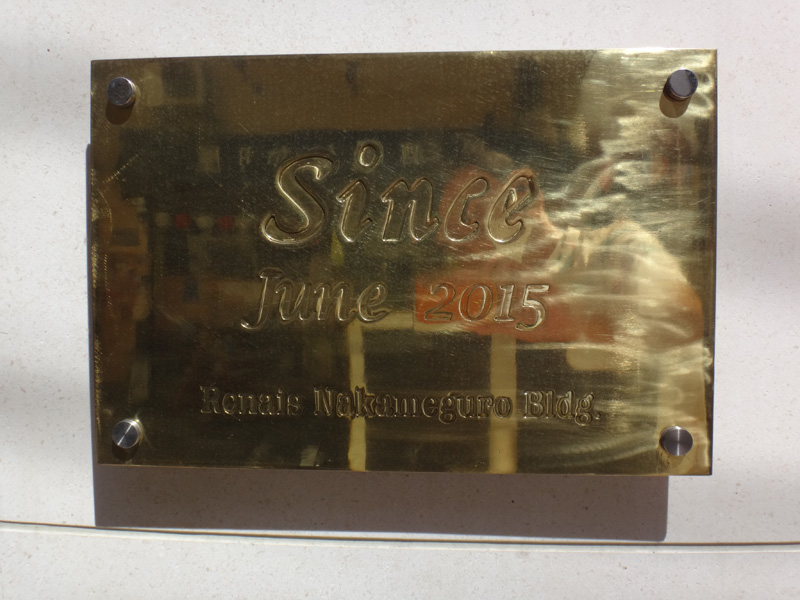 Since
June 2015
Renais Nakameguro Bldg.